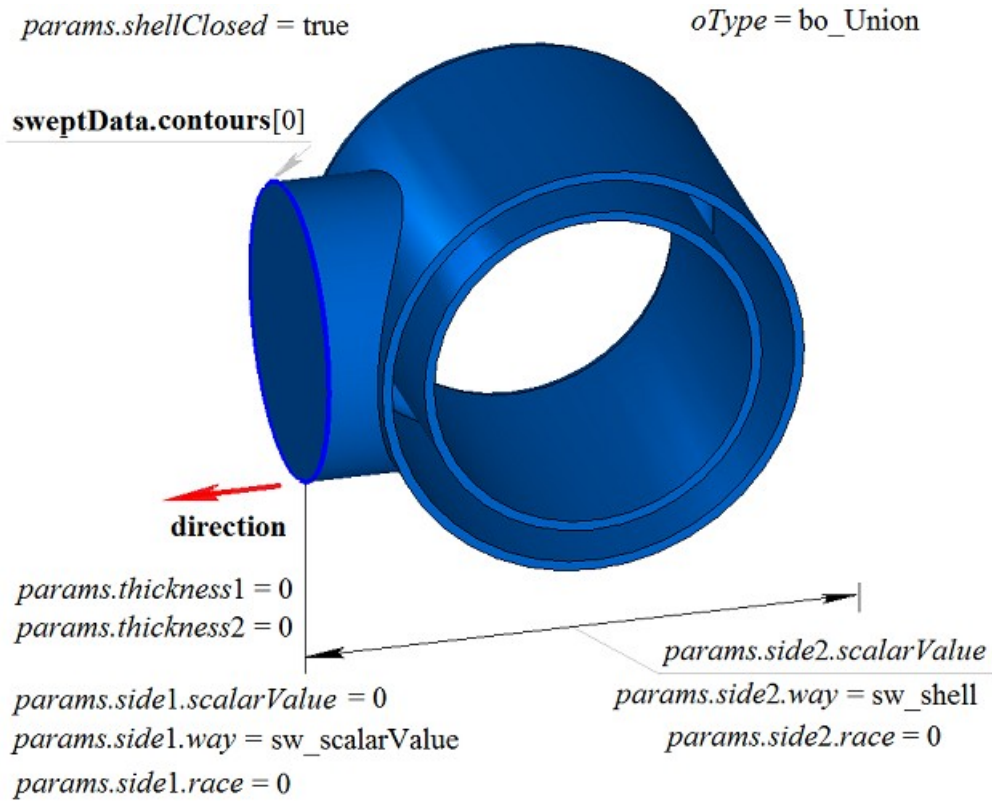 params.shellClosed = true
oType = bo_Union
sweptData.contours[0]
direction
params.thickness1 = 0
params.thickness2 = 0
params.side2.scalarValue
params.side1.scalarValue = 0
params.side2.way = sw_shell
params.side1.way = sw_scalarValue
params.side2.race = 0
params.side1.race = 0